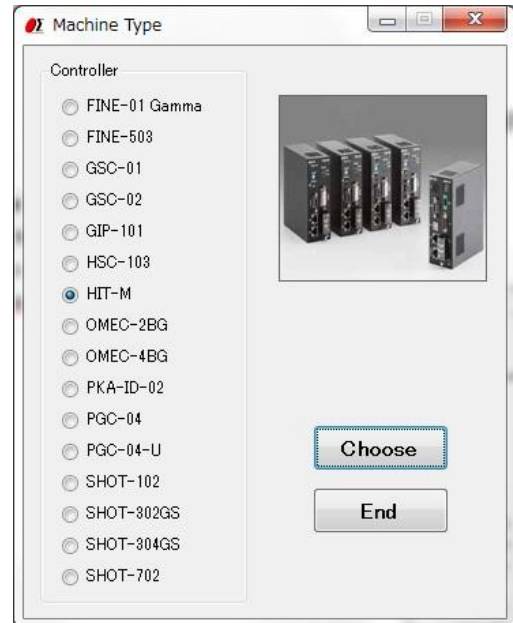 Machine Type
Controller
FINE-01 Gamma
FINE-503
GSC-01
GSC-02
GIP-101
HSC-103
HIT-M
OMEC-2BG
OMEC-4BG
PKA-ID-02
PGC-04
PGC-04-U
SHOT-102
SHOT-302GS
SHOT-304GS
SHOT-702
Choose
End